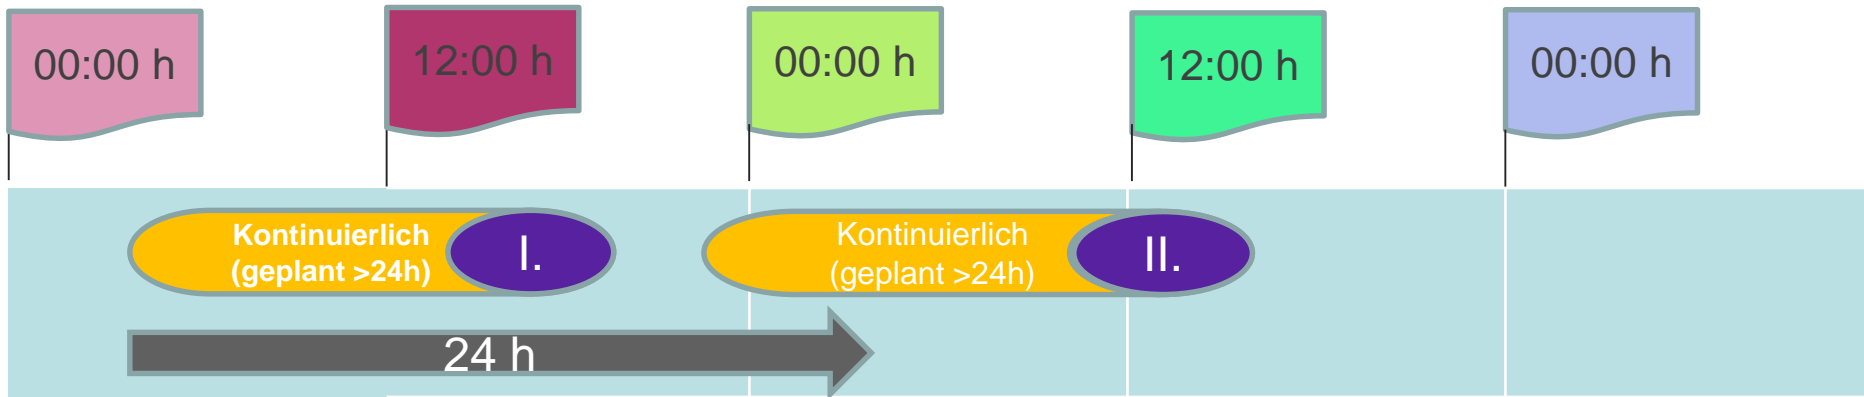 00:00 h
12:00 h
00:00 h
12:00 h
00:00 h
Kontinuierlich
(geplant >24h)
I.
Kontinuierlich
(geplant >24h)
II.
24 h